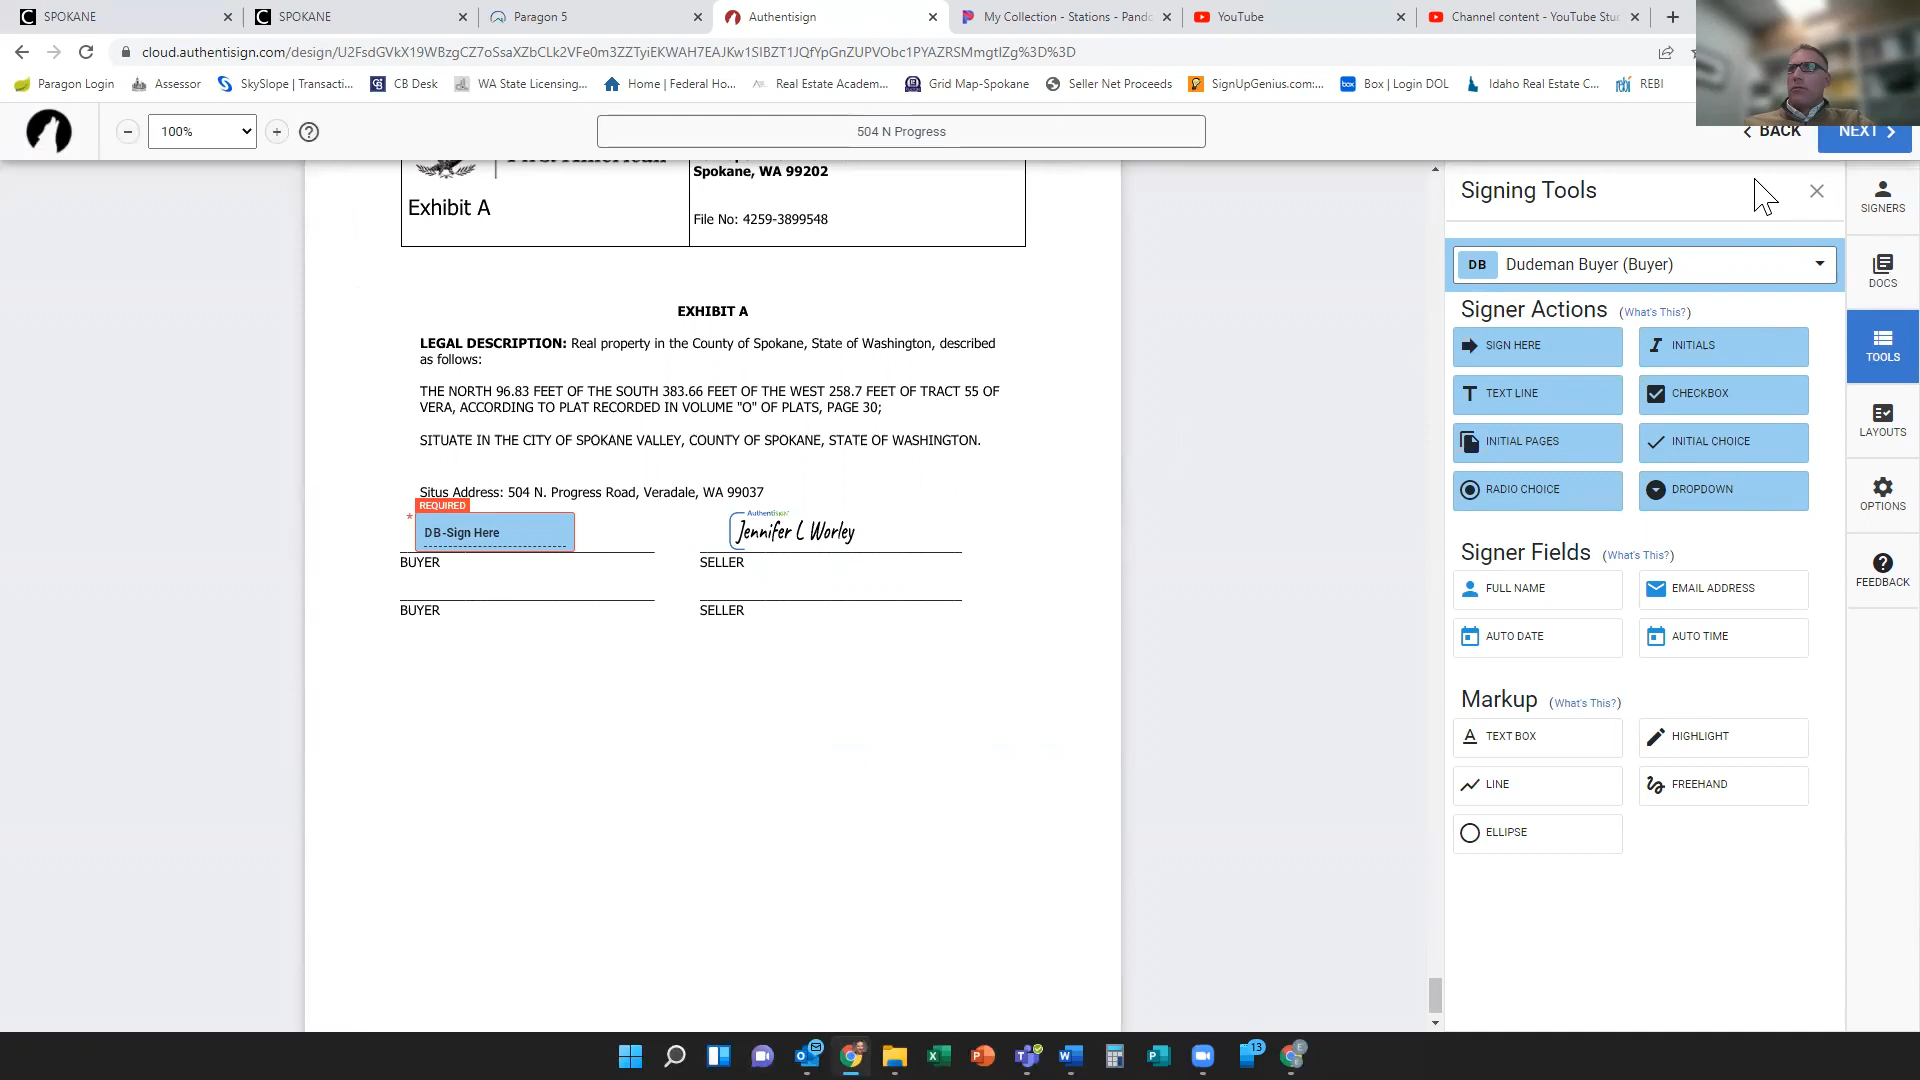 SPOKANE
SPOKANE
Paragon 5
Authentisign
My Collection - Stations - Pando
YouTube
Channel content - YouTube Stu
cloud.authentisign.com/design/U2FsdGVkX19WBzgCZ7oSsaXZbCLk2VFe0m3ZZTyiEKWAH7EAJKw1SIBZT1JQfYpGnZUPVObc1PYAZRSMmgtIZg%3D%3D
Paragon Login
Assessor
SkySlope | Transacti...
CB Desk
WA State Licensing...
Home | Federal Ho...
Real Estate Academ...
Grid Map-Spokane
Seller Net Proceeds
SignUpGenius.com:...
Box | Login DOL
Idaho Real Estate C...
REBI
100%
504 N Progress
BACK
NEXT
Spokane, WA 99202
Exhibit A
File No: 4259-3899548
EXHIBIT A
LEGAL DESCRIPTION: Real property in the County of Spokane, State of Washington, described
as follows:
THE NORTH 96.83 FEET OF THE SOUTH 383.66 FEET OF THE WEST 258.7 FEET OF TRACT 55 OF
VERA, ACCORDING TO PLAT RECORDED IN VOLUME "O" OF PLATS, PAGE 30;
SITUATE IN THE CITY OF SPOKANE VALLEY, COUNTY OF SPOKANE, STATE OF WASHINGTON.
Situs Address: 504 N. Progress Road, Veradale, WA 99037
REQUIRED
* DB-Sign Here
Authentisign
Jennifer L Worley
BUYER
SELLER
BUYER
SELLER
Signing Tools
DB Dudeman Buyer (Buyer)
Signer Actions (What's This?)
SIGN HERE
INITIALS
TEXT LINE
CHECKBOX
INITIAL PAGES
INITIAL CHOICE
RADIO CHOICE
DROPDOWN
Signer Fields (What's This?)
FULL NAME
EMAIL ADDRESS
AUTO DATE
AUTO TIME
Markup (What's This?)
TEXT BOX
HIGHLIGHT
LINE
FREEHAND
ELLIPSE
SIGNERS
DOCS
TOOLS
LAYOUTS
OPTIONS
FEEDBACK
13